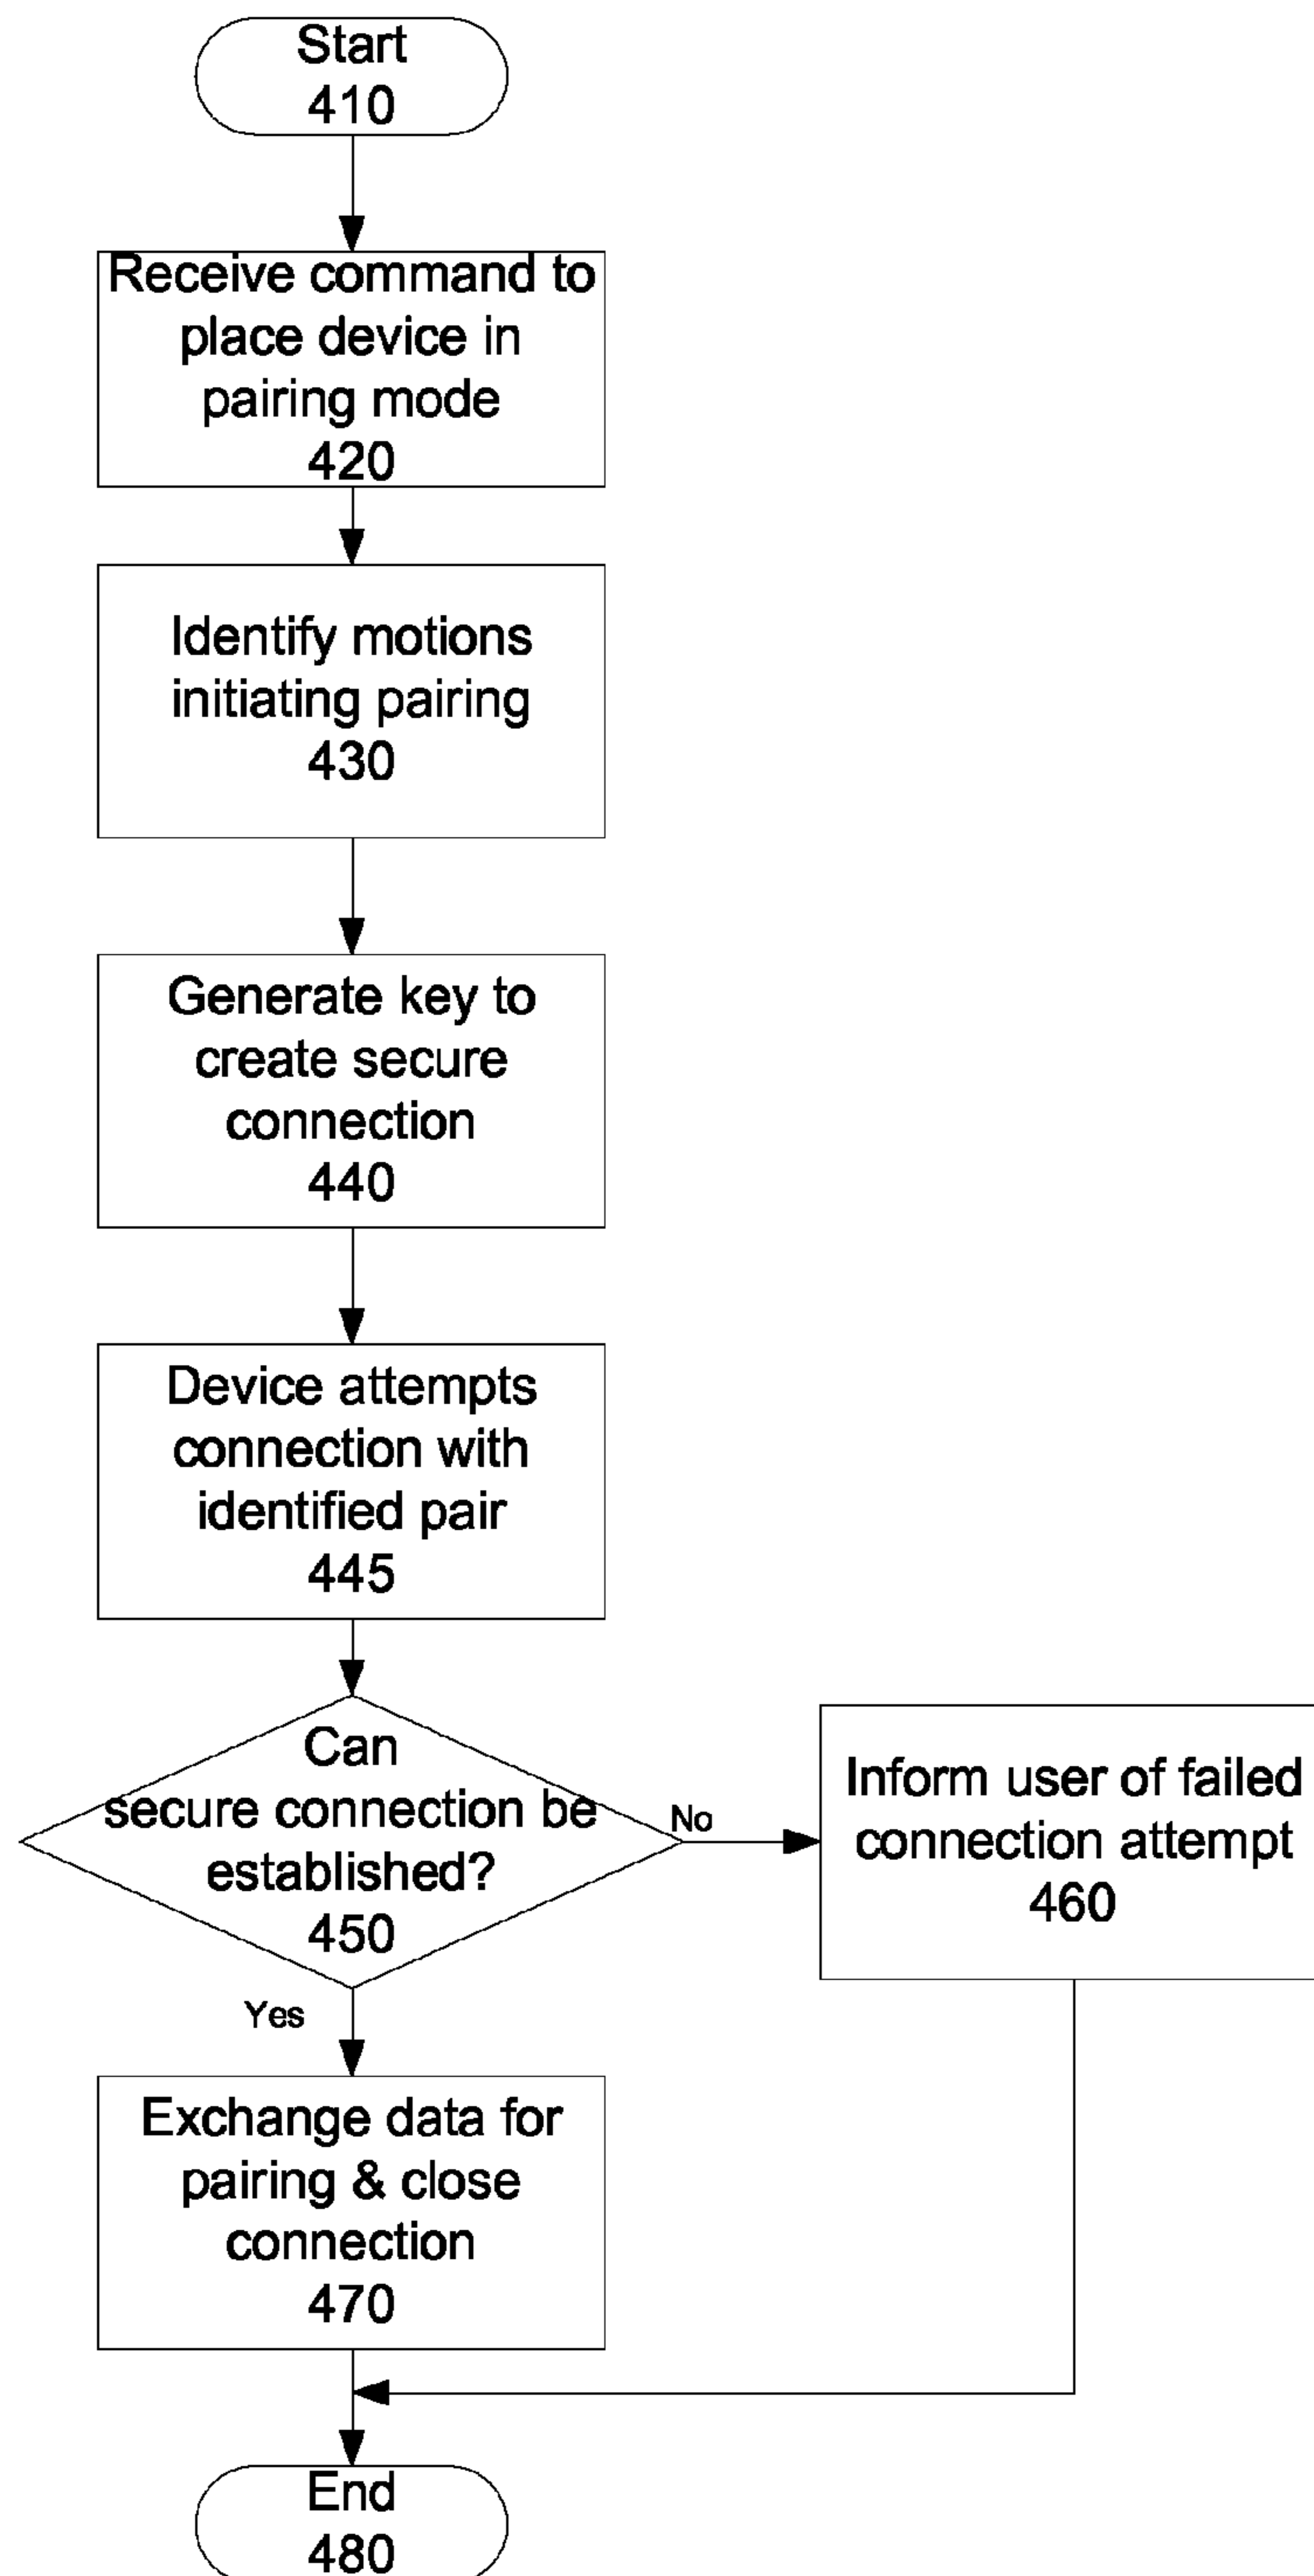 Start
410
Receive command to
place device in
pairing mode
420
Identify motions
initiating pairing
430
Generate key to
create secure
connection
440
Device attempts
connection with
identified pair
445
Can
secure connection be
established?
450
No
Inform user of failed
connection attempt
460
Yes
Exchange data for
pairing & close
connection
470
End
480